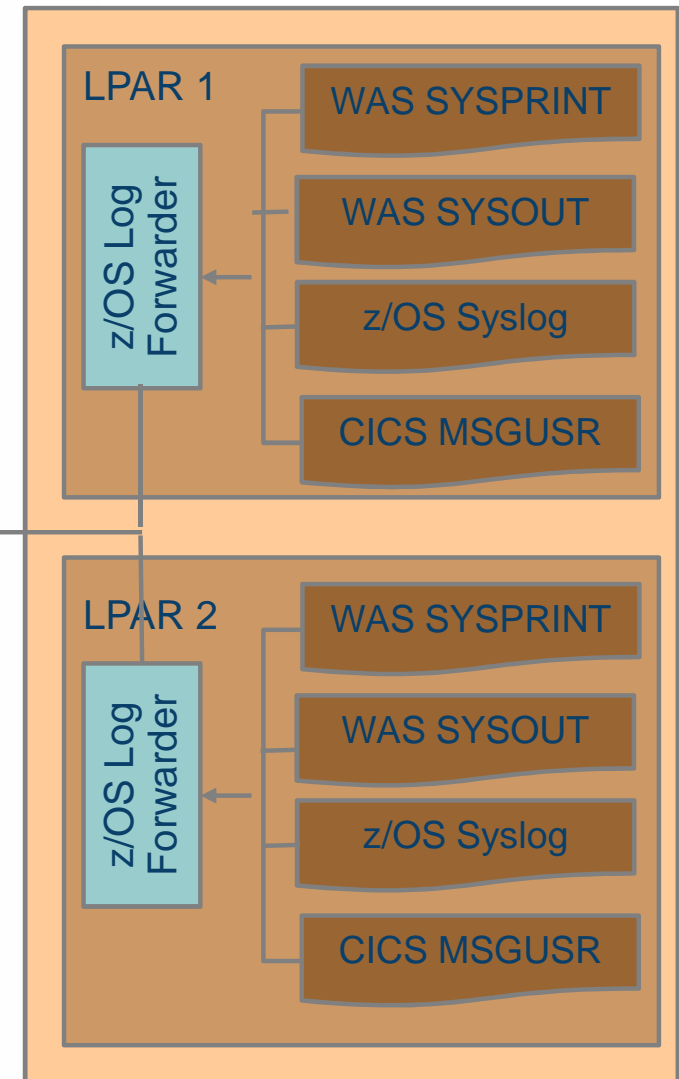 LPAR 1
WAS SYSPRINT
z/OS Log
Forwarder
WAS SYSOUT
z/OS Syslog
CICS MSGUSR
LPAR 2
WAS SYSPRINT
z/OS Log
Forwarder
WAS SYSOUT
z/OS Syslog
CICS MSGUSR